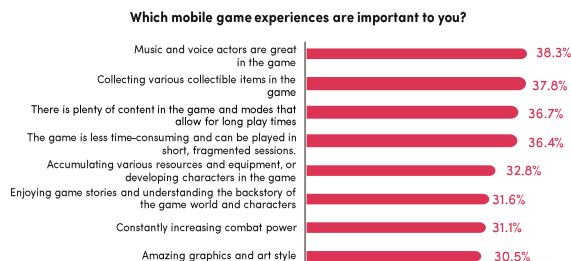 Which mobile game experiences are important to you?
Music and voice actors are great
in the game
38.3%
Collecting various collectible items in the
game
37.8%
There is plenty of content in the game and modes that
allow for long play times
36.7%
The game is less time-consuming and can be played in
short, fragmented sessions.
36.4%
Accumulating various resources and equipment, or
developing characters in the game
32.8%
Enjoying game stories and understanding the backstory of
the game world and characters
31.6%
Constantly increasing combat power
31.1%
Amazing graphics and art style
30.5%